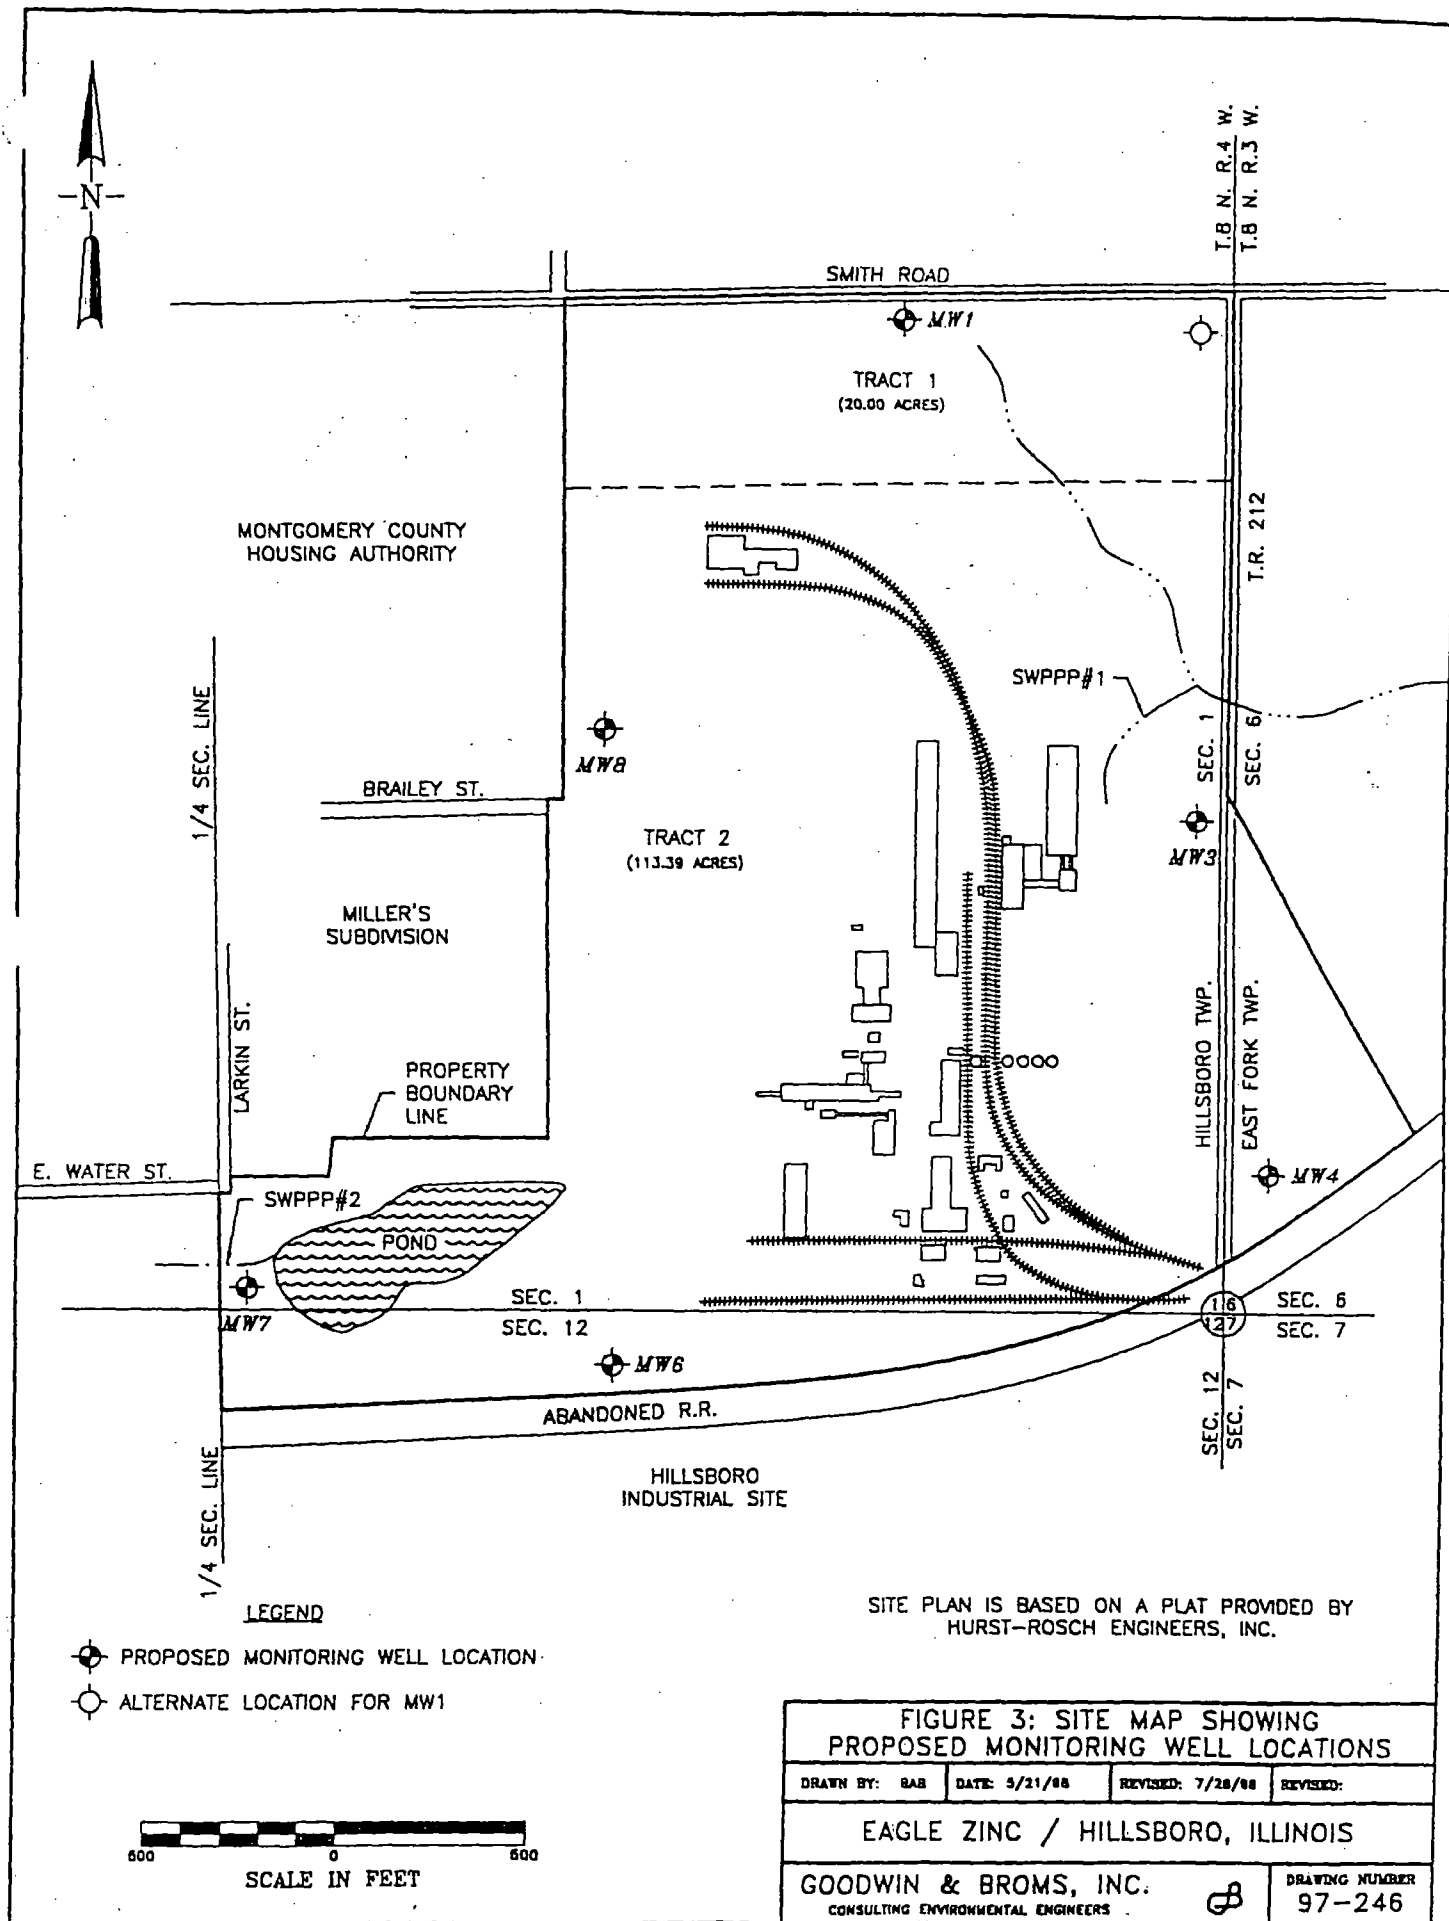 T.8 N. R.4 W.
T.8 N. R.3 W.
N
SMITH ROAD
MW1
TRACT 1
(20.00 ACRES)
MONTGOMERY COUNTY
HOUSING AUTHORITY
T.R. 212
SWPPP#1
1/4 SEC. LINE
SEC. 1
SEC. 6
MW8
BRAILEY ST.
TRACT 2
(113.39 ACRES)
MW3
MILLER'S
SUBDIVISION
LARKIN ST.
PROPERTY
BOUNDARY
LINE
HILLSBORO TWP.
EAST FORK TWP.
E. WATER ST.
SWPPP#2
MW4
POND
SEC. 1
SEC. 12
1 6
12 7
SEC. 6
SEC. 7
MW7
MW6
ABANDONED R.R.
SEC. 12
SEC. 7
1/4 SEC. LINE
HILLSBORO
INDUSTRIAL SITE
LEGEND
PROPOSED MONITORING WELL LOCATION
ALTERNATE LOCATION FOR MW1
SITE PLAN IS BASED ON A PLAT PROVIDED BY
HURST-ROSCH ENGINEERS, INC.
600 0 600
SCALE IN FEET
FIGURE 3: SITE MAP SHOWING
PROPOSED MONITORING WELL LOCATIONS
DRAWN BY: DATE: 5/21/98 REVISED: 7/28/98 REVISED:
EAGLE ZINC / HILLSBORO, ILLINOIS
GOODWIN & BROMS, INC.
CONSULTING ENVIRONMENTAL ENGINEERS
DRAWING NUMBER
97-246